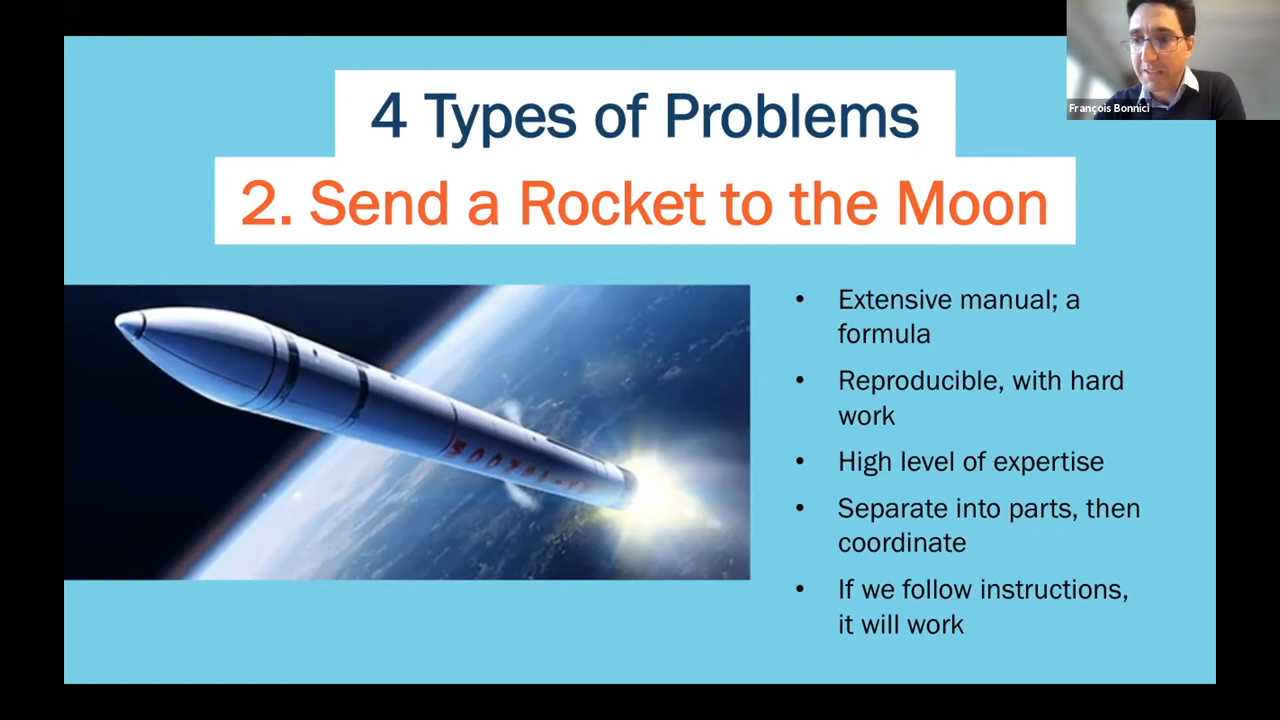 François Bonnici
4 Types of Problems
2. Send a Rocket to the Moon
• Extensive manual; a
formula
• Reproducible, with hard
work
• High level of expertise
• Separate into parts, then
coordinate
• If we follow instructions,
it will work